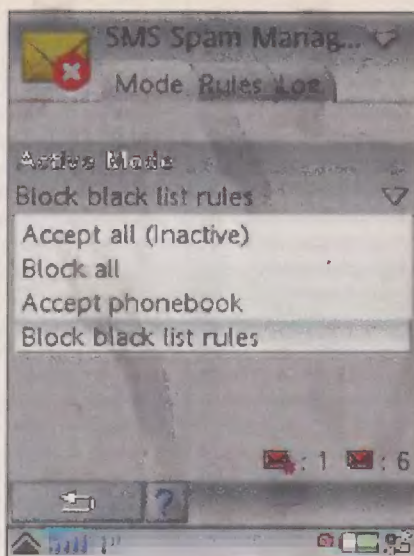 SMS Spam Manag...
Mode Rules Log
Active Mode
Block black list rules
Accept all (Inactive)
Block all
Accept phonebook
Block black list rules
: 1 : 6
?